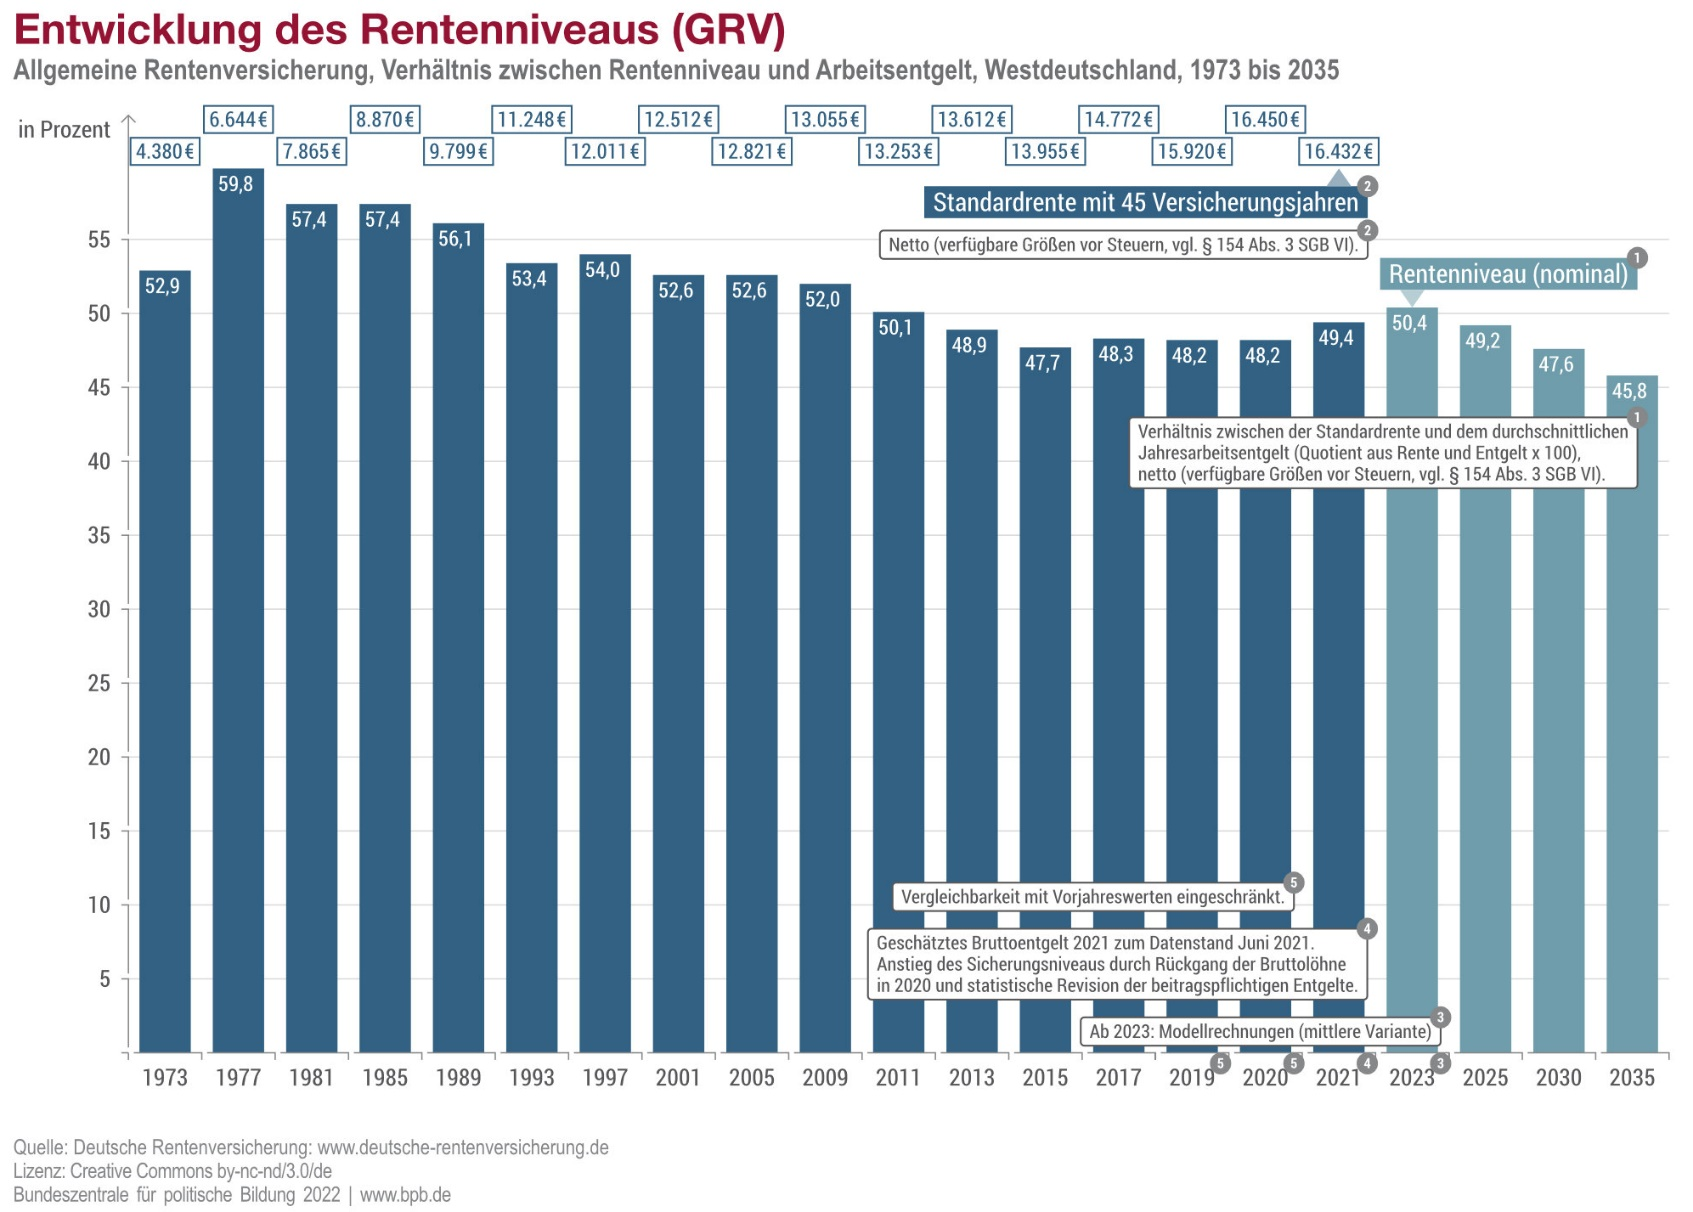 Entwicklung des Rentenniveaus (GRV)
Allgemeine Rentenversicherung, Verhältnis zwischen Rentenniveau und Arbeitsentgelt, Westdeutschland, 1973 bis 2035
in Prozent
6.644 € 8.870 € 11.248 € 12.512 € 13.055 € 13.612 € 14.772 € 16.450 €
4.380 € 7.865 € 9.799 € 12.011 € 12.821 € 13.253 € 13.955 € 15.920 € 16.432 €
Standardrente mit 45 Versicherungsjahren 2
Netto (verfügbare Größen vor Steuern, vgl. § 154 Abs. 3 SGB VI). 2
Rentenniveau (nominal) 1
52,9 59,8 57,4 57,4 56,1 53,4 54,0 52,6 52,6 52,0 50,1 48,9 47,7 48,3 48,2 48,2 49,4 50,4 49,2 47,6 45,8
55
50
45
40
35
30
25
20
15
10
5
1
Verhältnis zwischen der Standardrente und dem durchschnittlichen
Jahresarbeitsentgelt (Quotient aus Rente und Entgelt x 100),
netto (verfügbare Größen vor Steuern, vgl. § 154 Abs. 3 SGB VI).
Vergleichbarkeit mit Vorjahreswerten eingeschränkt. 5
4
Geschätztes Bruttoentgelt 2021 zum Datenstand Juni 2021.
Anstieg des Sicherungsniveaus durch Rückgang der Bruttolöhne
in 2020 und statistische Revision der beitragspflichtigen Entgelte.
Ab 2023: Modellrechnungen (mittlere Variante) 3
1973 1977 1981 1985 1989 1993 1997 2001 2005 2009 2011 2013 2015 2017 2019 5 2020 5 2021 4 2023 3 2025 2030 2035
Quelle: Deutsche Rentenversicherung: www.deutsche-rentenversicherung.de
Lizenz: Creative Commons by-nc-nd/3.0/de
Bundeszentrale für politische Bildung 2022 | www.bpb.de